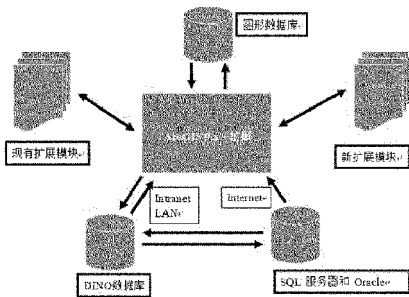 图形数据库
现有扩展模块
新扩展模块
Intranet
LAN
Internet
DINO数据库
SQL 服务器和 Oracle